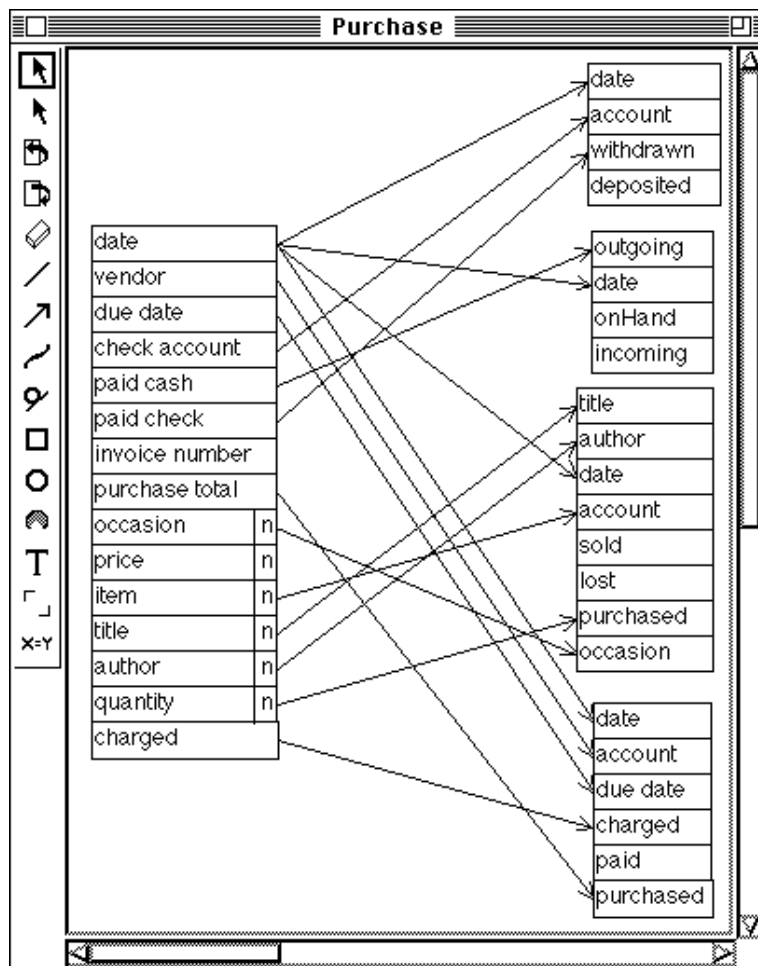 Purchase
T
X=Y
date
vendor
due date
check account
paid cash
paid check
invoice number
purchase total
occasion n
price n
item n
title n
author n
quantity n
charged
date
account
withdrawn
deposited
outgoing
date
onHand
incoming
title
author
date
account
sold
lost
purchased
occasion
date
account
due date
charged
paid
purchased